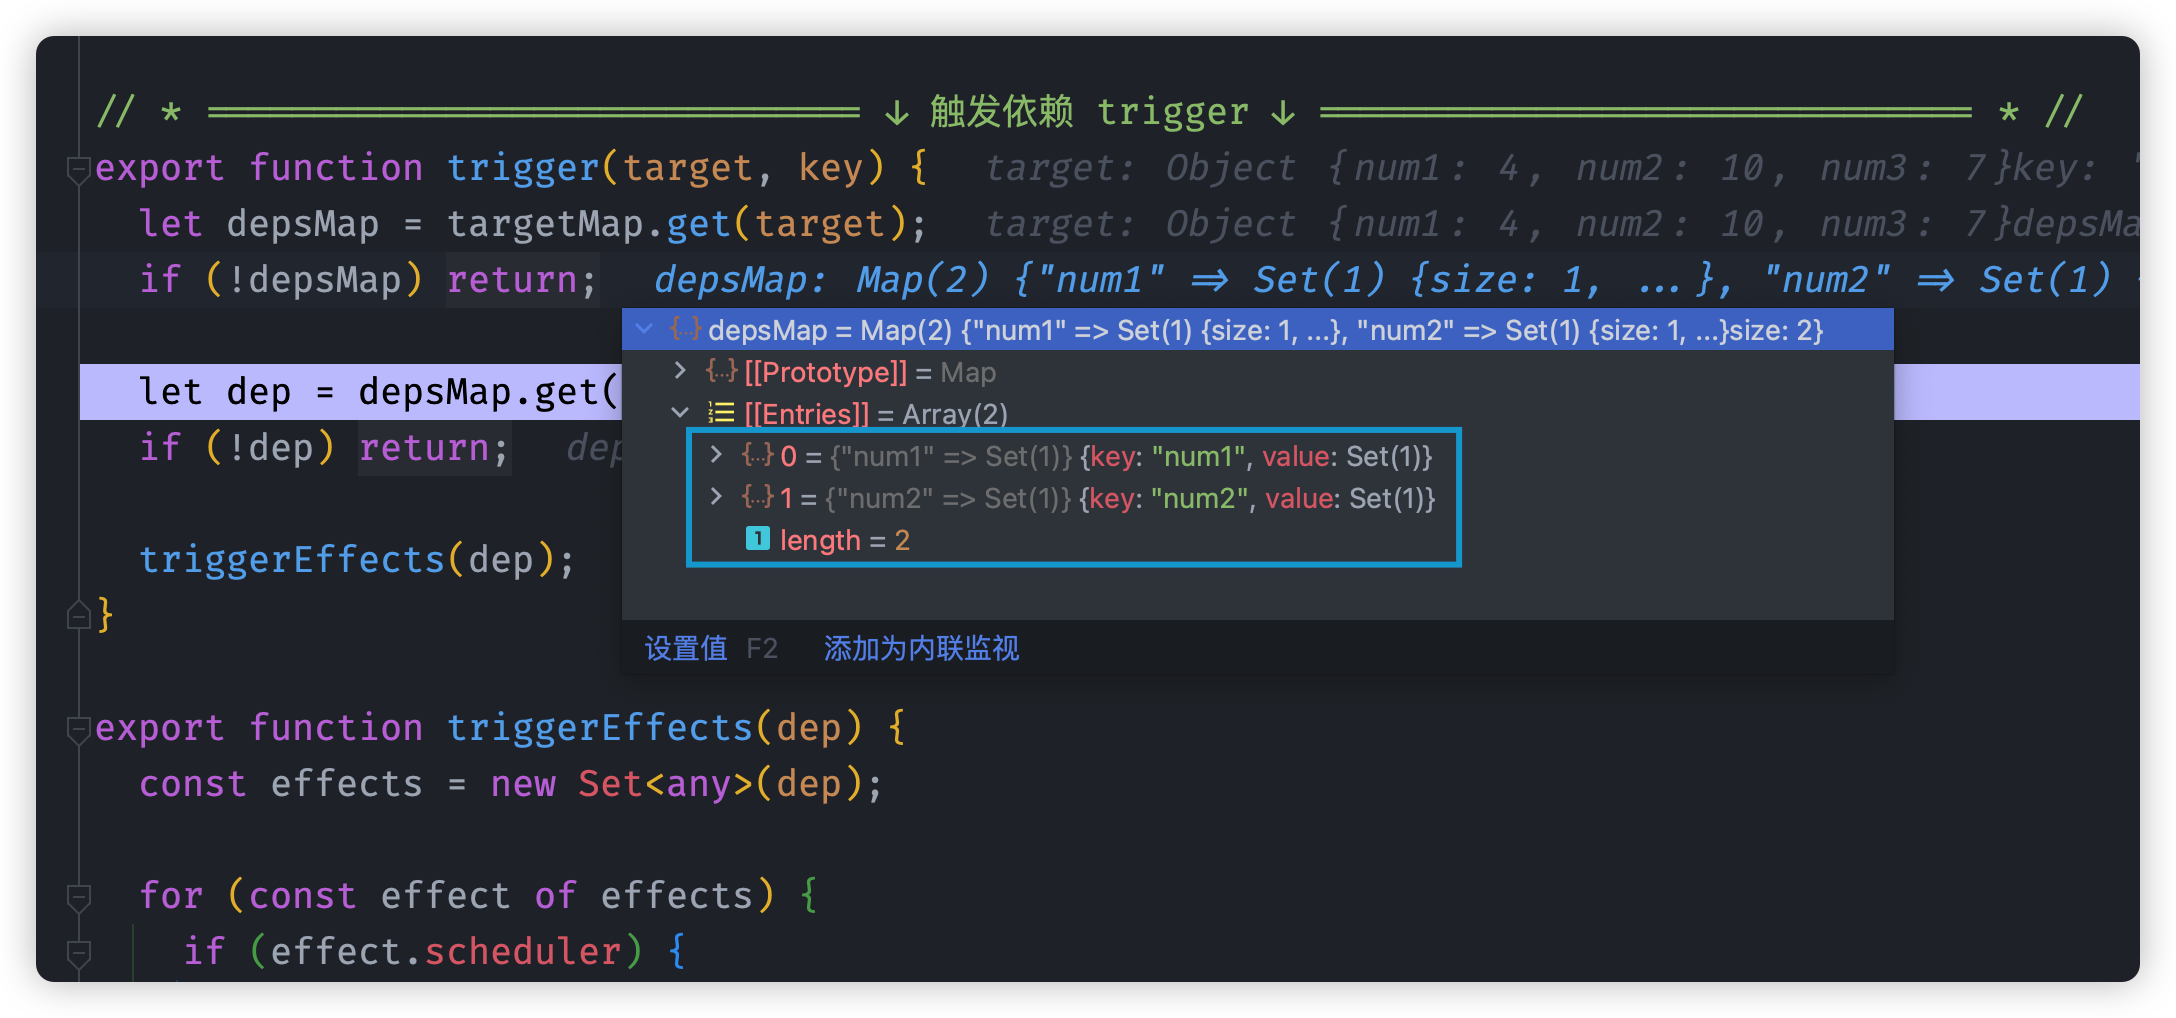 // * ============================== ↓ 触发依赖 trigger ↓ ============================== * //
export function trigger(target, key) {   target: Object {num1: 4, num2: 10, num3: 7}key: "
let depsMap = targetMap.get(target);   target: Object {num1: 4, num2: 10, num3: 7}depsMa
if (!depsMap) return;   depsMap: Map(2) {"num1" => Set(1) {size: 1, ...}, "num2" => Set(1)
depsMap = Map(2) {"num1" => Set(1) {size: 1, ...}, "num2" => Set(1) {size: 1, ...}size: 2}
{...} [[Prototype]] = Map
let dep = depsMap.get(
[[Entries]] = Array(2)
if (!dep) return;   dep
{...} 0 = {"num1" => Set(1)} {key: "num1", value: Set(1)}
{...} 1 = {"num2" => Set(1)} {key: "num2", value: Set(1)}
1 length = 2
triggerEffects(dep);
}
设置值 F2 添加为内联监视
export function triggerEffects(dep) {
const effects = new Set<any>(dep);
for (const effect of effects) {
if (effect.scheduler) {